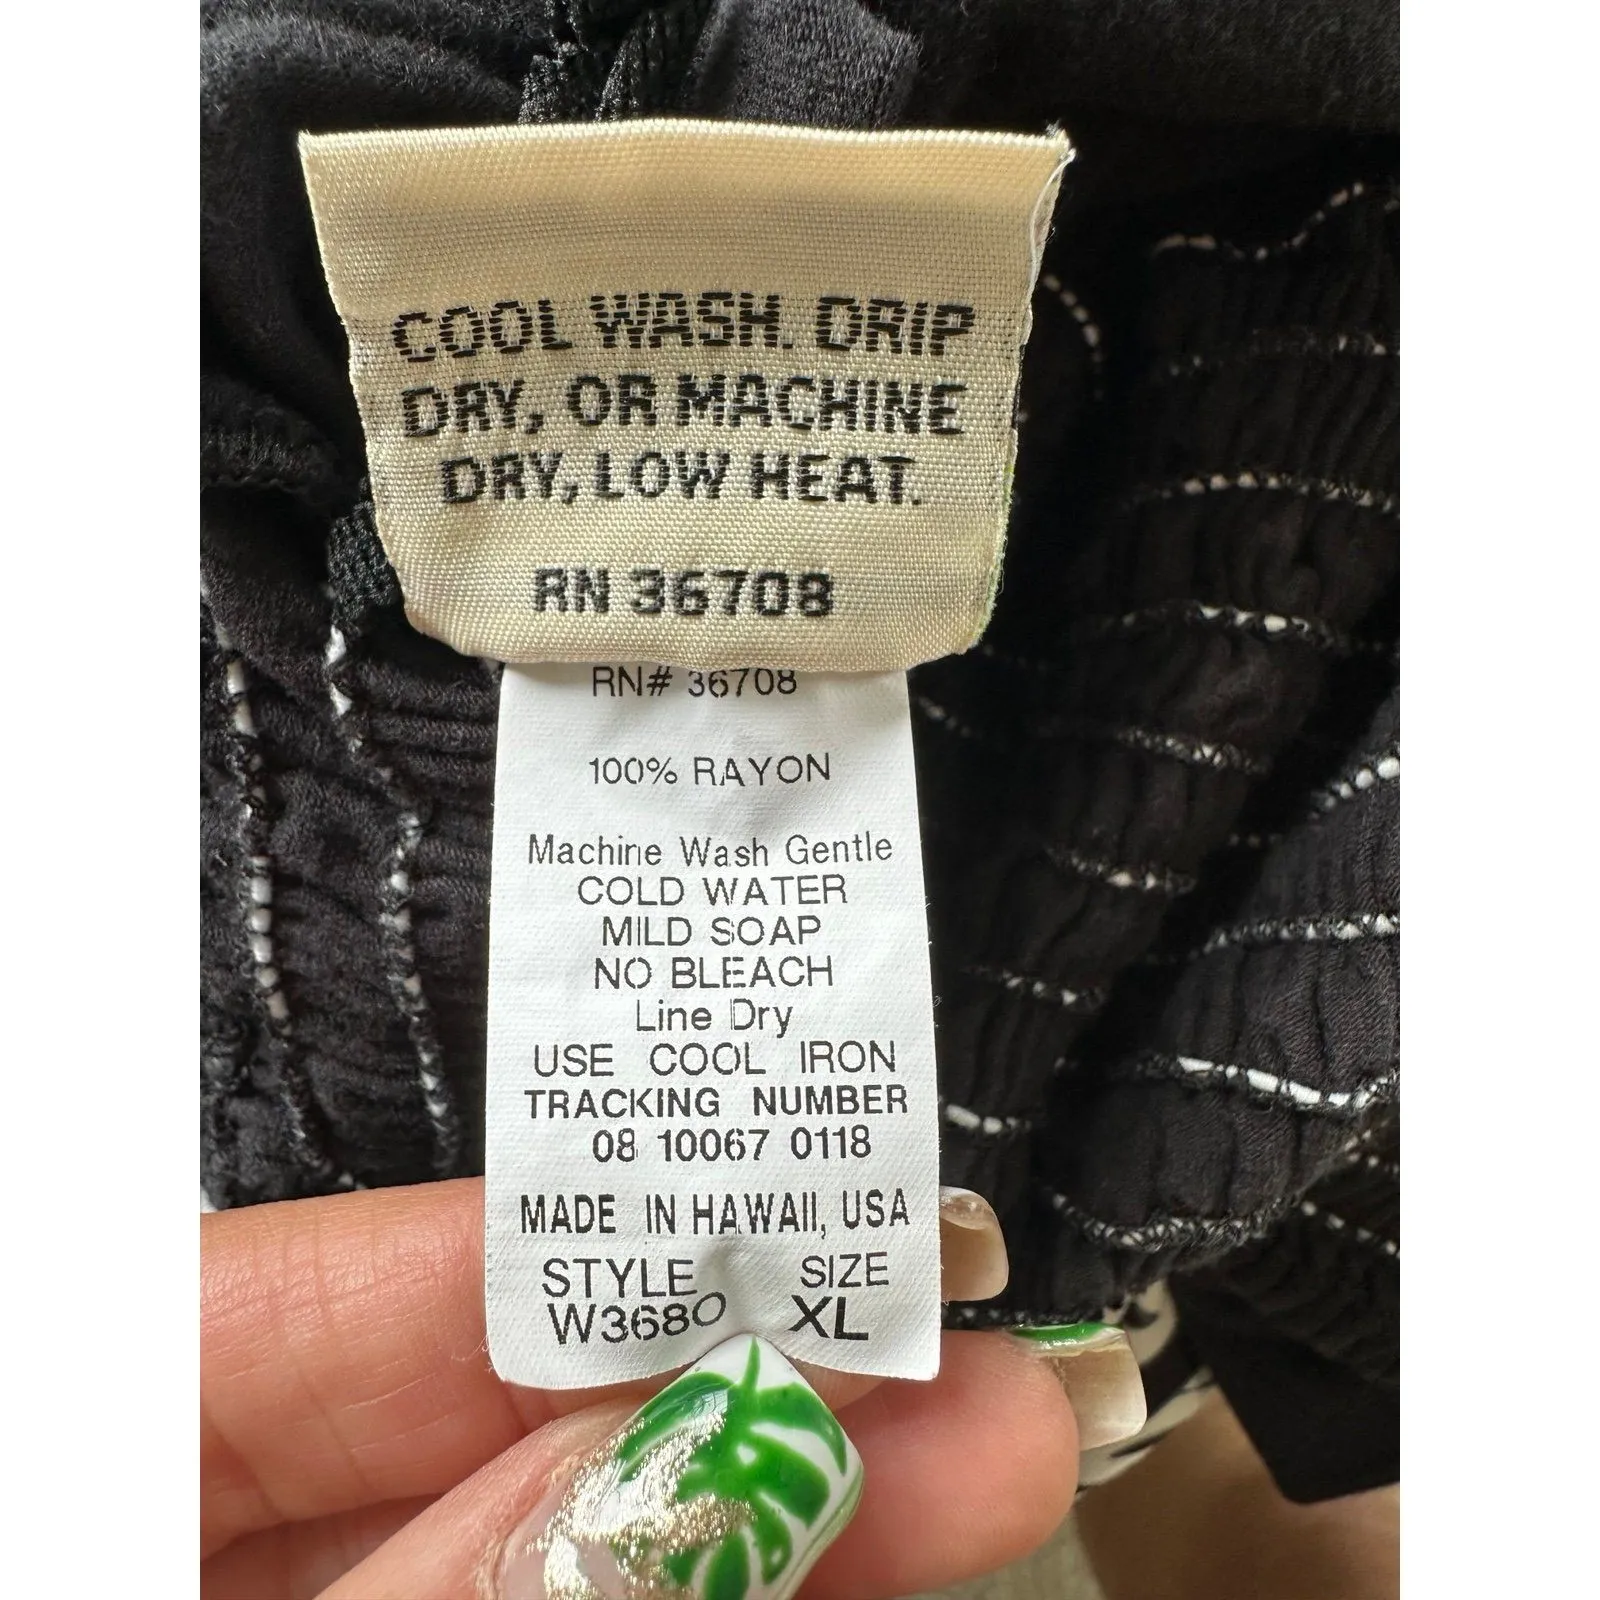 COOL WASH. DRIP
DRY, OR MACHINE
DRY, LOW HEAT.
RN 36708
RN# 36708
100% RAYON
Machine Wash Gentle
COLD WATER
MILD SOAP
NO BLEACH
Line Dry
USE COOL IRON
TRACKING NUMBER
08 10067 0118
MADE IN HAWAII, USA
STYLE SIZE
W3680 XL